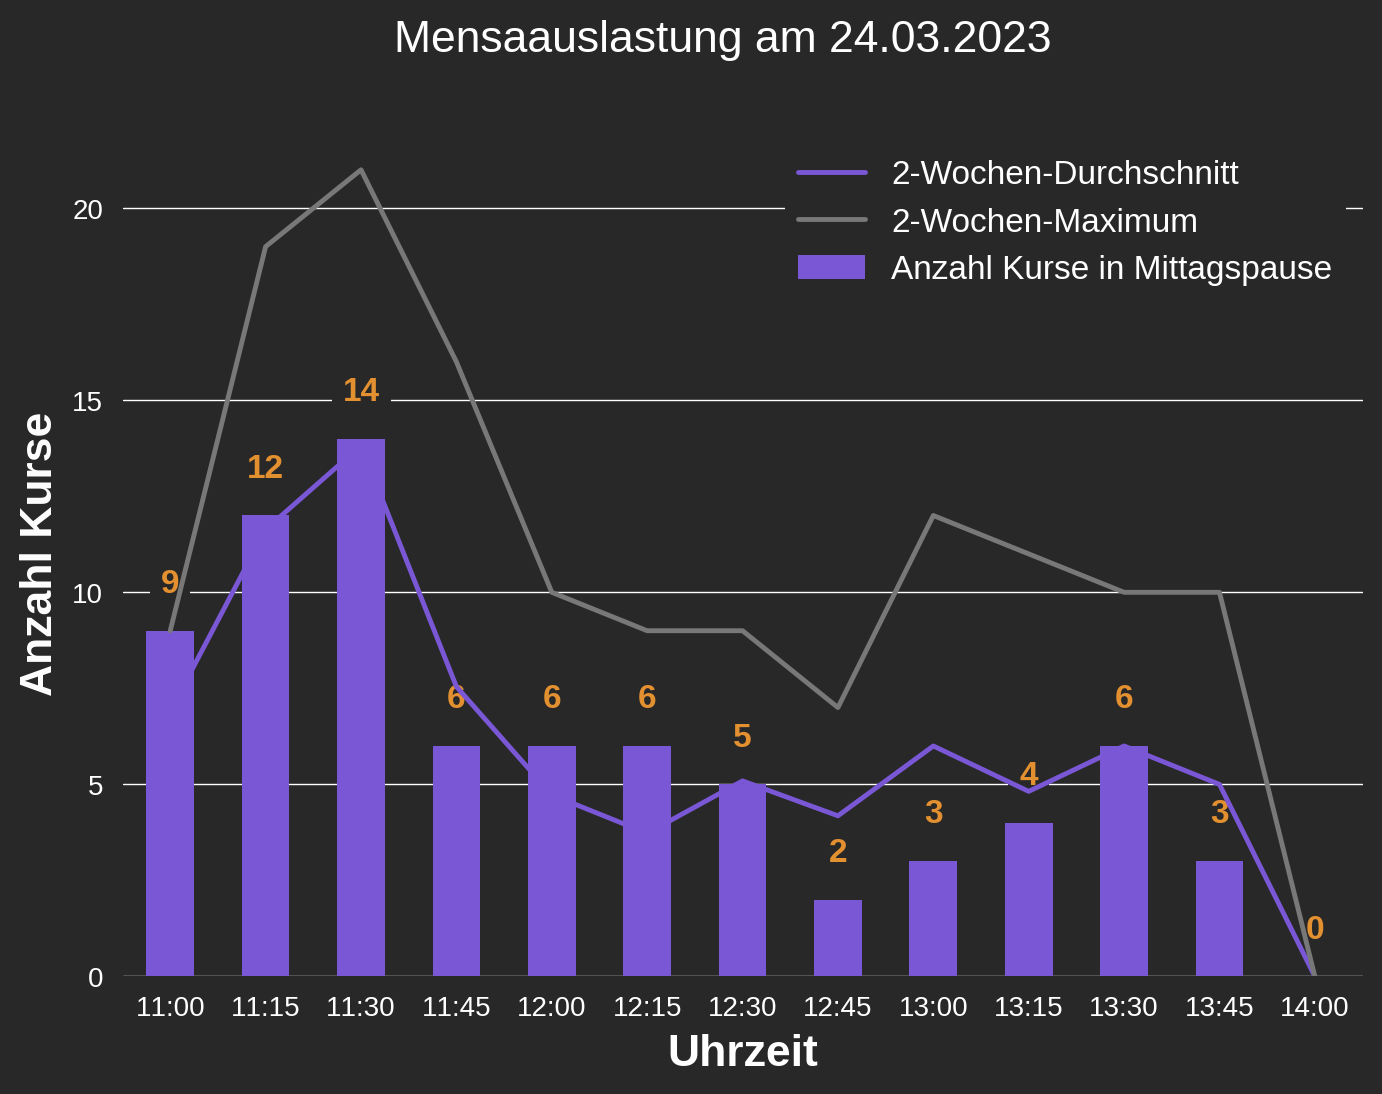 Mensaauslastung am 24.03.2023
2-Wochen-Durchschnitt
2-Wochen-Maximum
Anzahl Kurse in Mittagspause
Anzahl Kurse
20
15
10
5
0
9
12
14
6
6
6
5
2
3
4
6
3
0
11:00 11:15 11:30 11:45 12:00 12:15 12:30 12:45 13:00 13:15 13:30 13:45 14:00
Uhrzeit